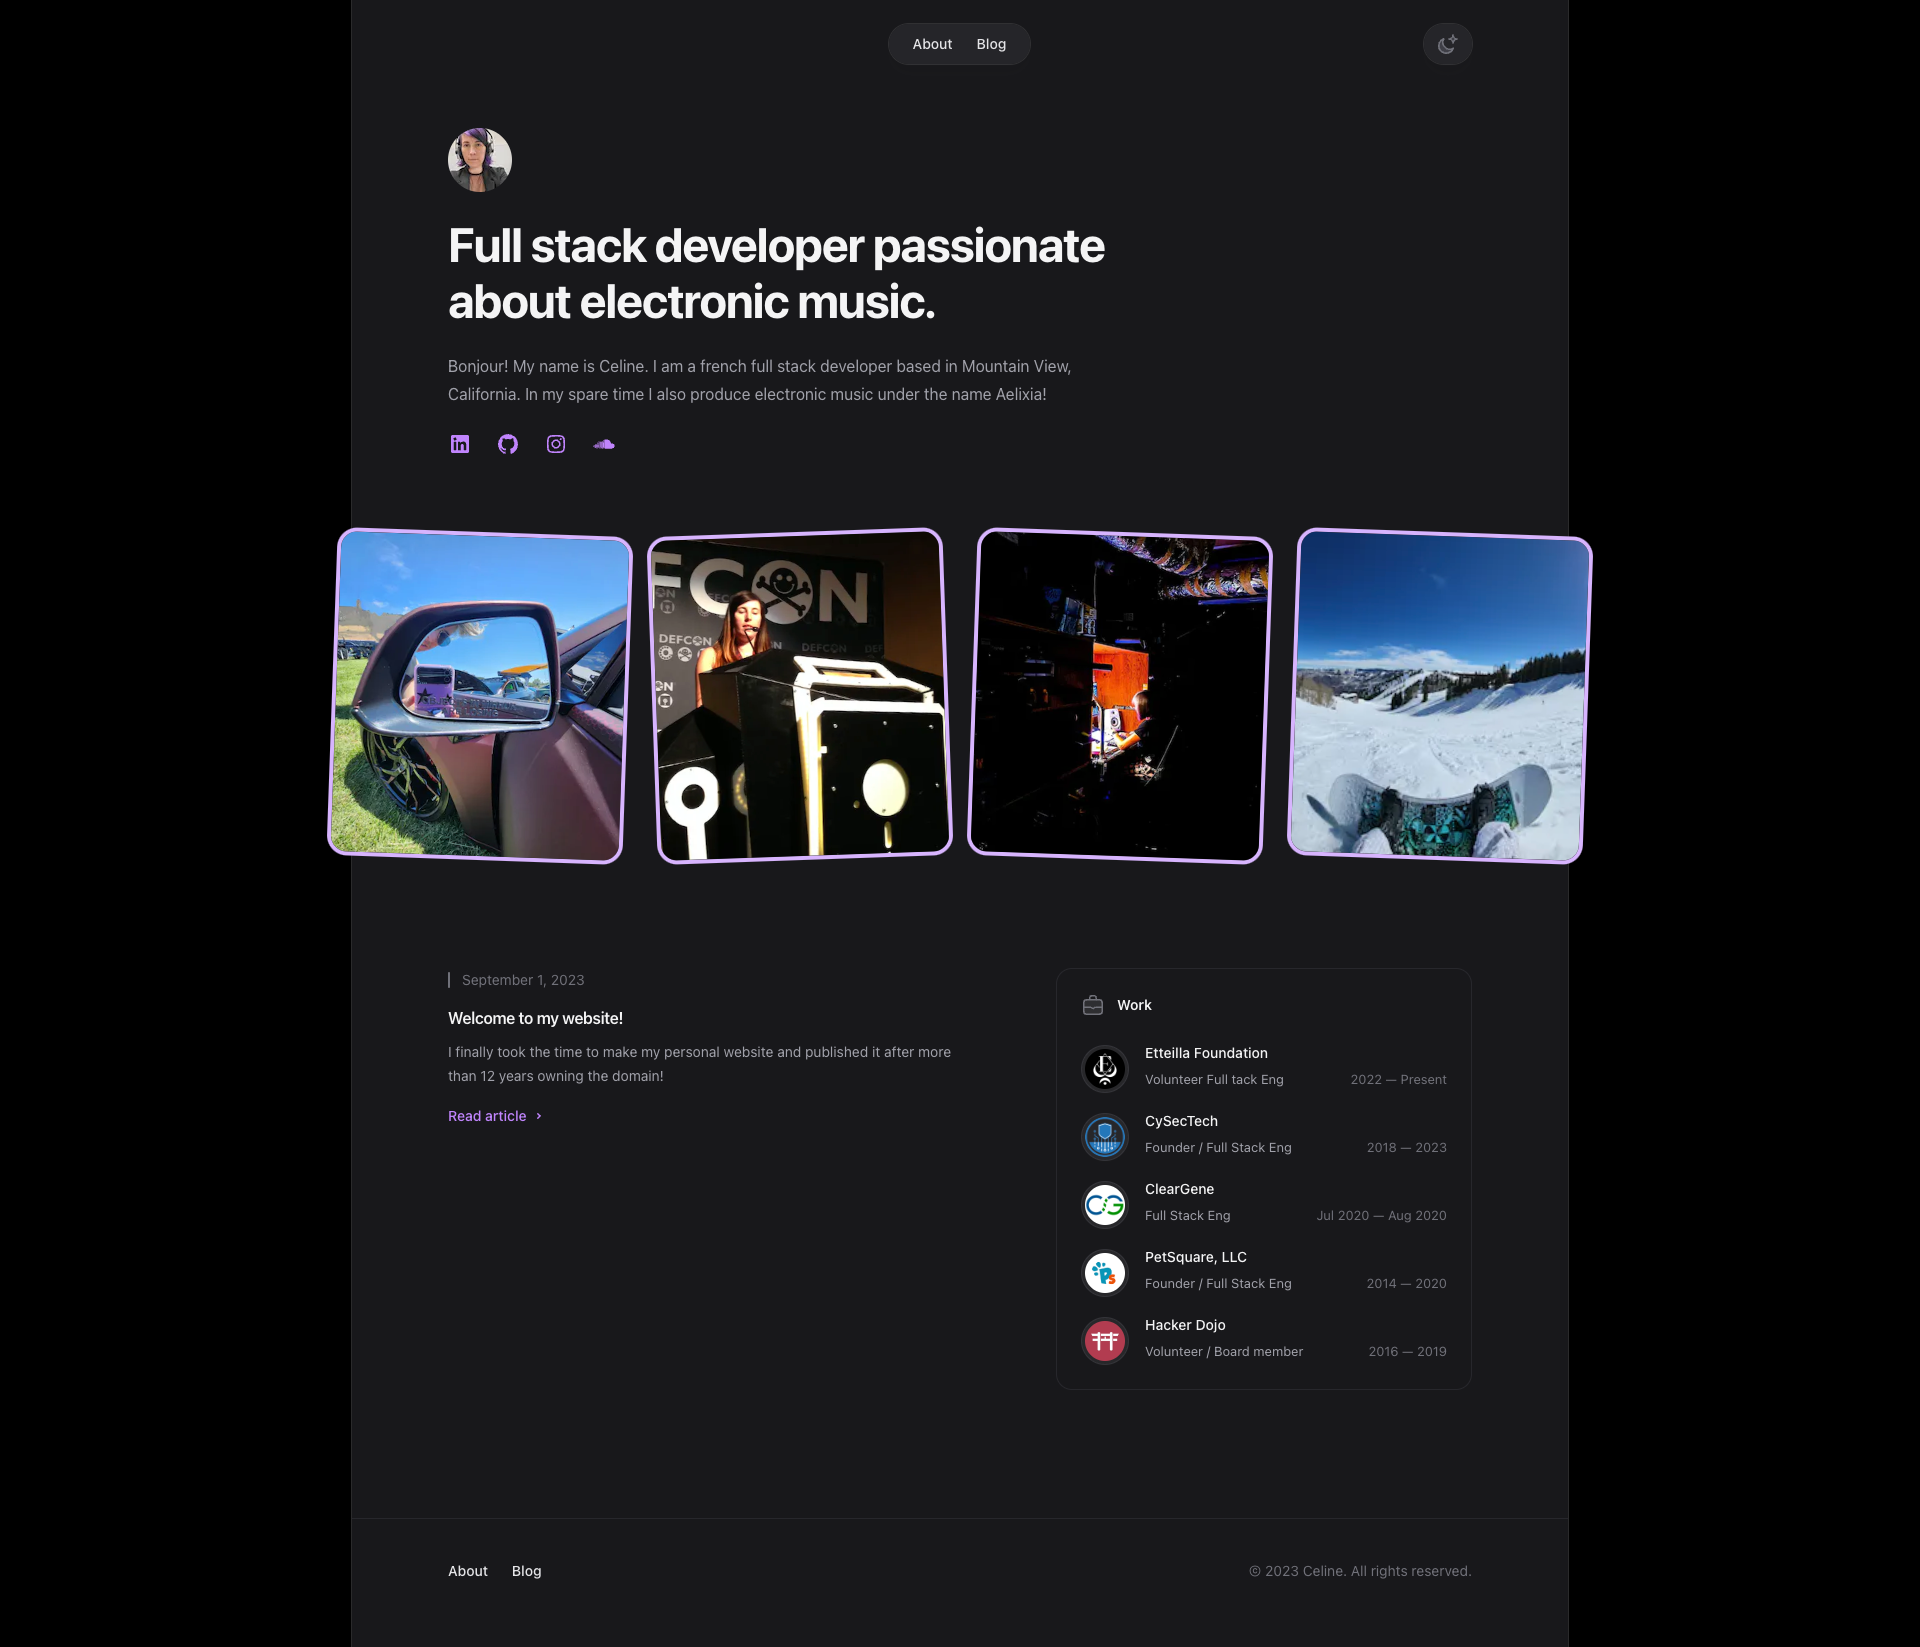 About Blog
Full stack developer passionate
about electronic music.
Bonjour! My name is Celine. I am a french full stack developer based in Mountain View,
California. In my spare time I also produce electronic music under the name Aelixia!
FCON
DEFCON
DEFCON
September 1, 2023
Welcome to my website!
I finally took the time to make my personal website and published it after more
than 12 years owning the domain!
Read article
Work
Etteilla Foundation
Volunteer Full tack Eng 2022 — Present
CySecTech
Founder / Full Stack Eng 2018 — 2023
ClearGene
Full Stack Eng Jul 2020 — Aug 2020
PetSquare, LLC
Founder / Full Stack Eng 2014 — 2020
Hacker Dojo
Volunteer / Board member 2016 — 2019
About Blog
© 2023 Celine. All rights reserved.